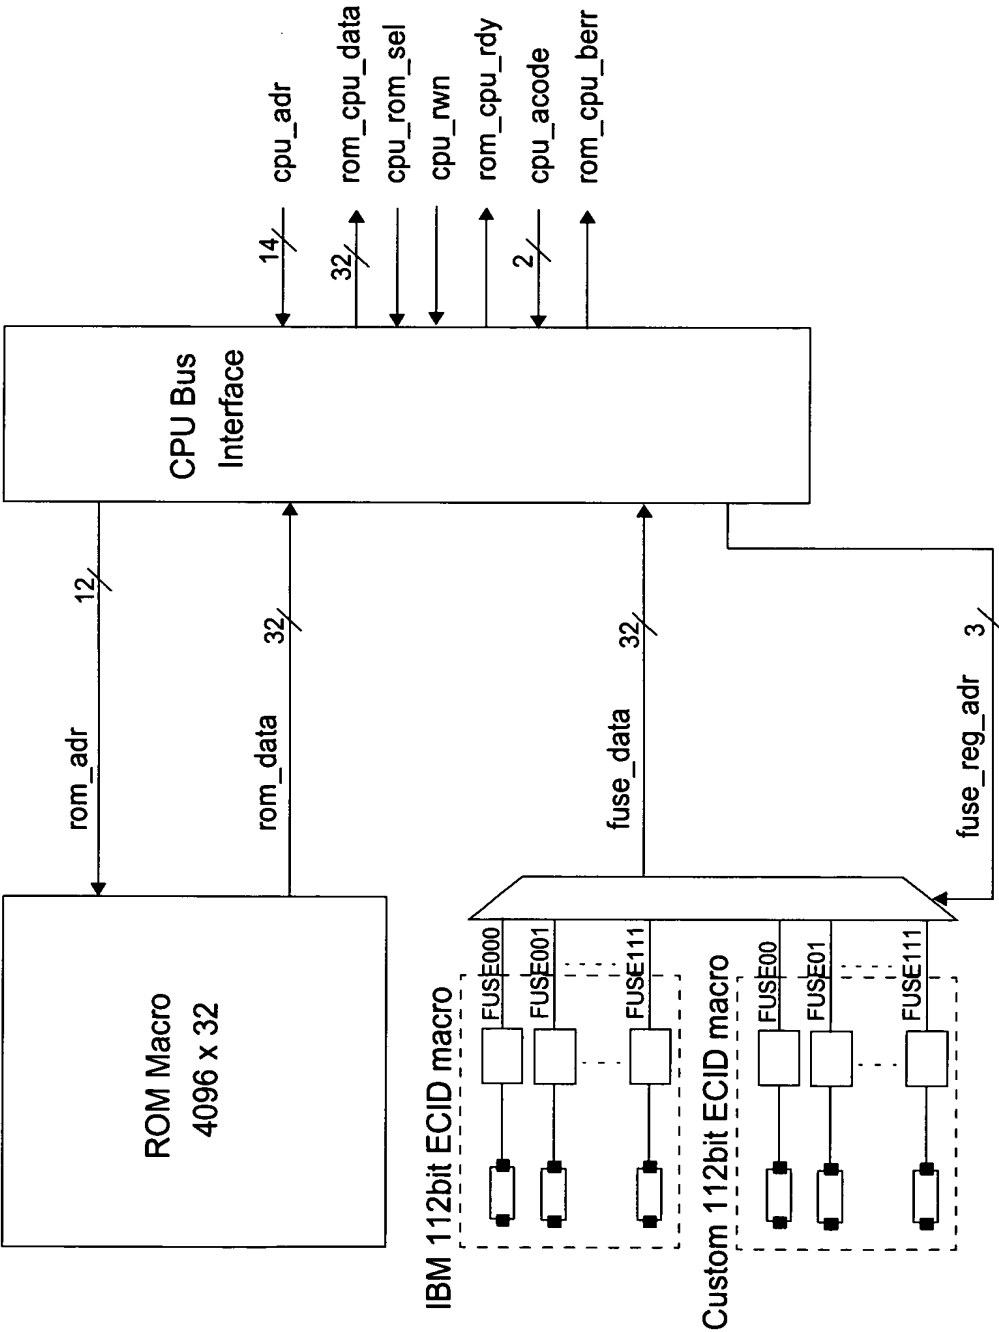 ROM Macro
4096 x 32
rom_adr
12
rom_data
32
CPU Bus
Interface
14
cpu_adr
32
rom_cpu_data
cpu_rom_sel
cpu_rwn
rom_cpu_rdy
2
cpu_acode
rom_cpu_berr
IBM 112bit ECID macro
FUSE000
FUSE001
FUSE111
fuse_data
32
Custom 112bit ECID macro
FUSE00
FUSE01
FUSE111
fuse_reg_adr
3